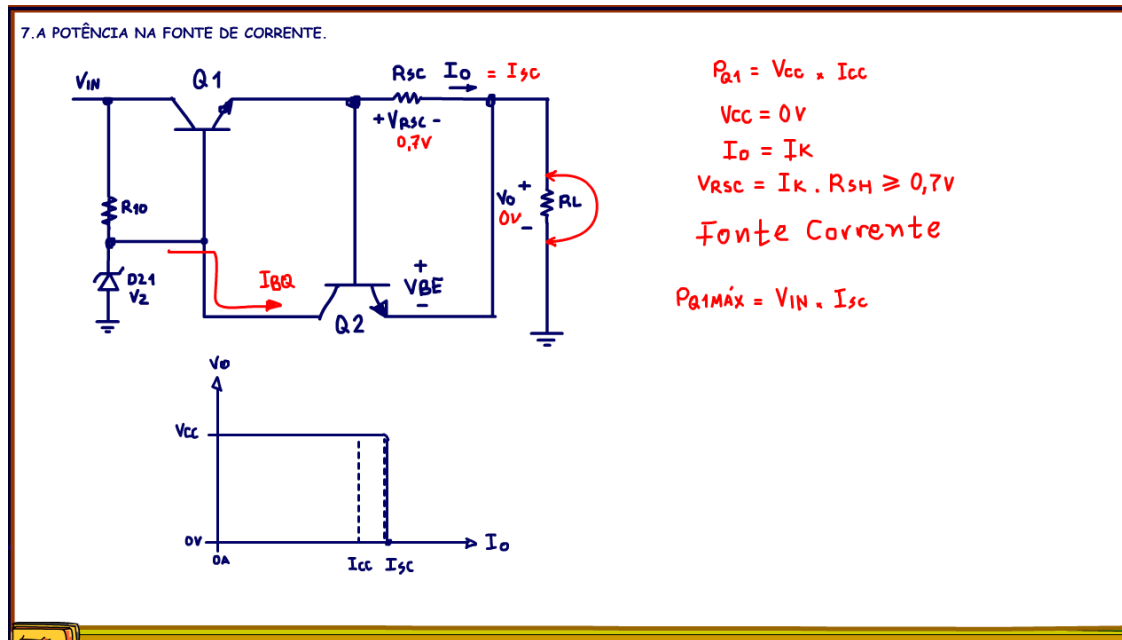 7.A POTÊNCIA NA FONTE DE CORRENTE.
VIN
Q1
RSC IO = ISC
+ VRSC -
0,7V
R10
DZ1
VZ
IBQ
+
VBE
-
Q2
VO +
0V -
RL
PQ1 = VCC x ICC
VCC = 0V
IO = IK
VRSC = IK . RSH ≥ 0,7V
Fonte Corrente
PQ1MÁX = VIN . ISC
VO
VCC
0V
0A
ICC ISC
IO